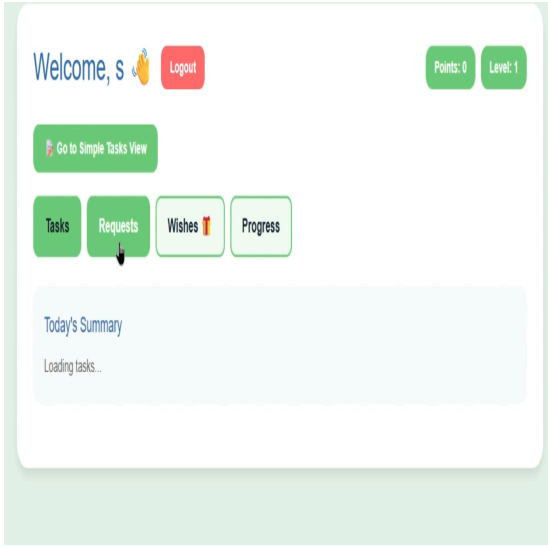 Welcome, s 👋 Logout Points: 0 Level: 1
Go to Simple Tasks View
Tasks Requests Wishes 🎁 Progress
Today's Summary
Loading tasks...